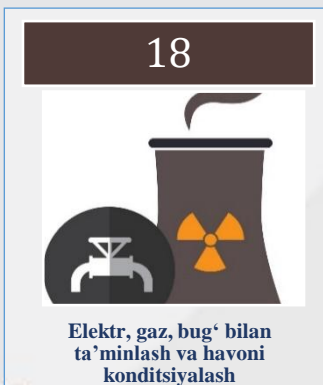 18
Elektr, gaz, bug‘ bilan
ta’minlash va havoni
konditsiyalash